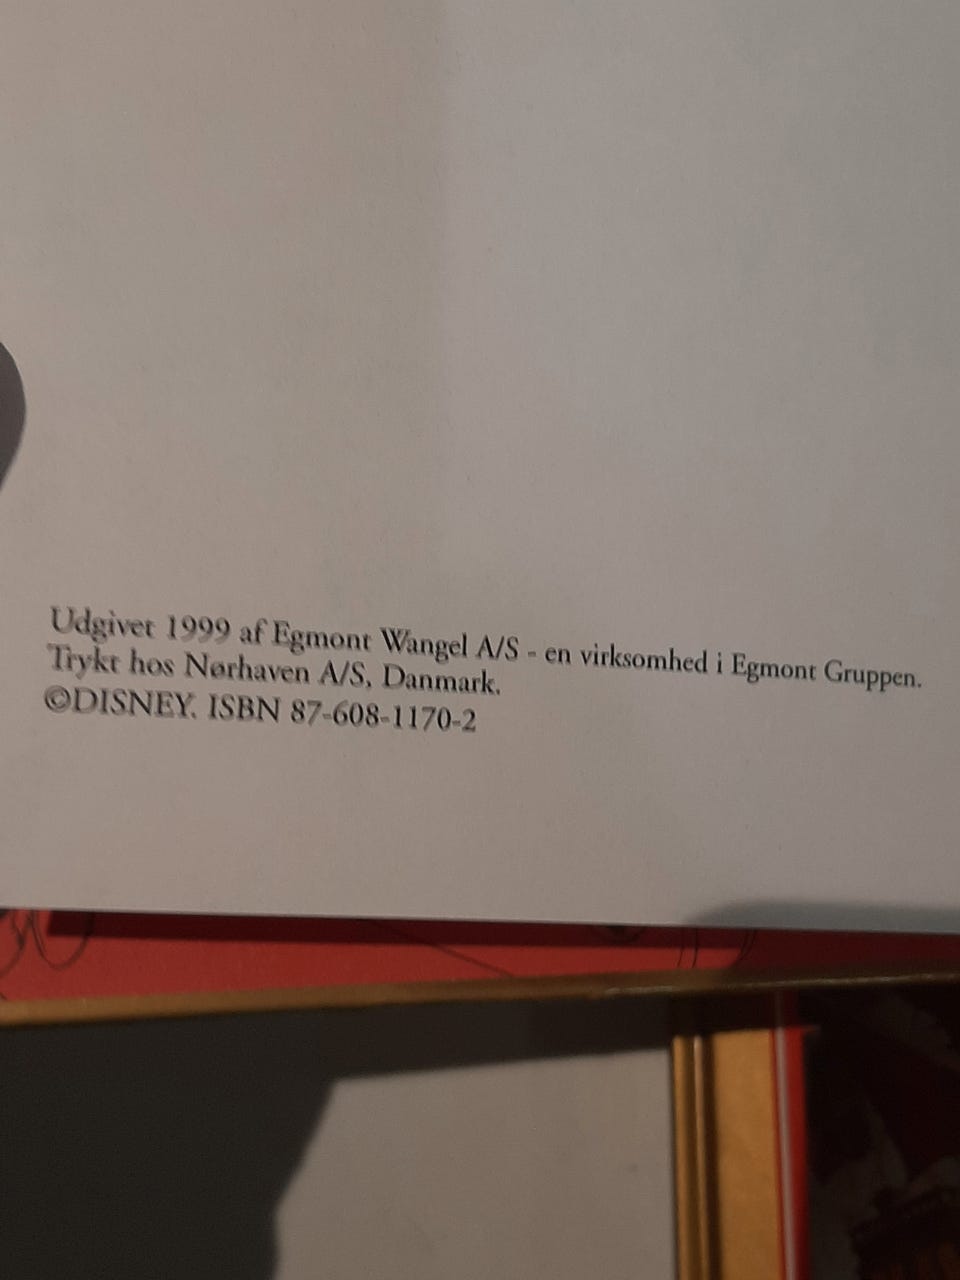 Udgivet 1999 af Egmont Wangel A/S - en virksomhed i Egmont Gruppen.
Trykt hos Nørhaven A/S, Danmark.
©DISNEY. ISBN 87-608-1170-2